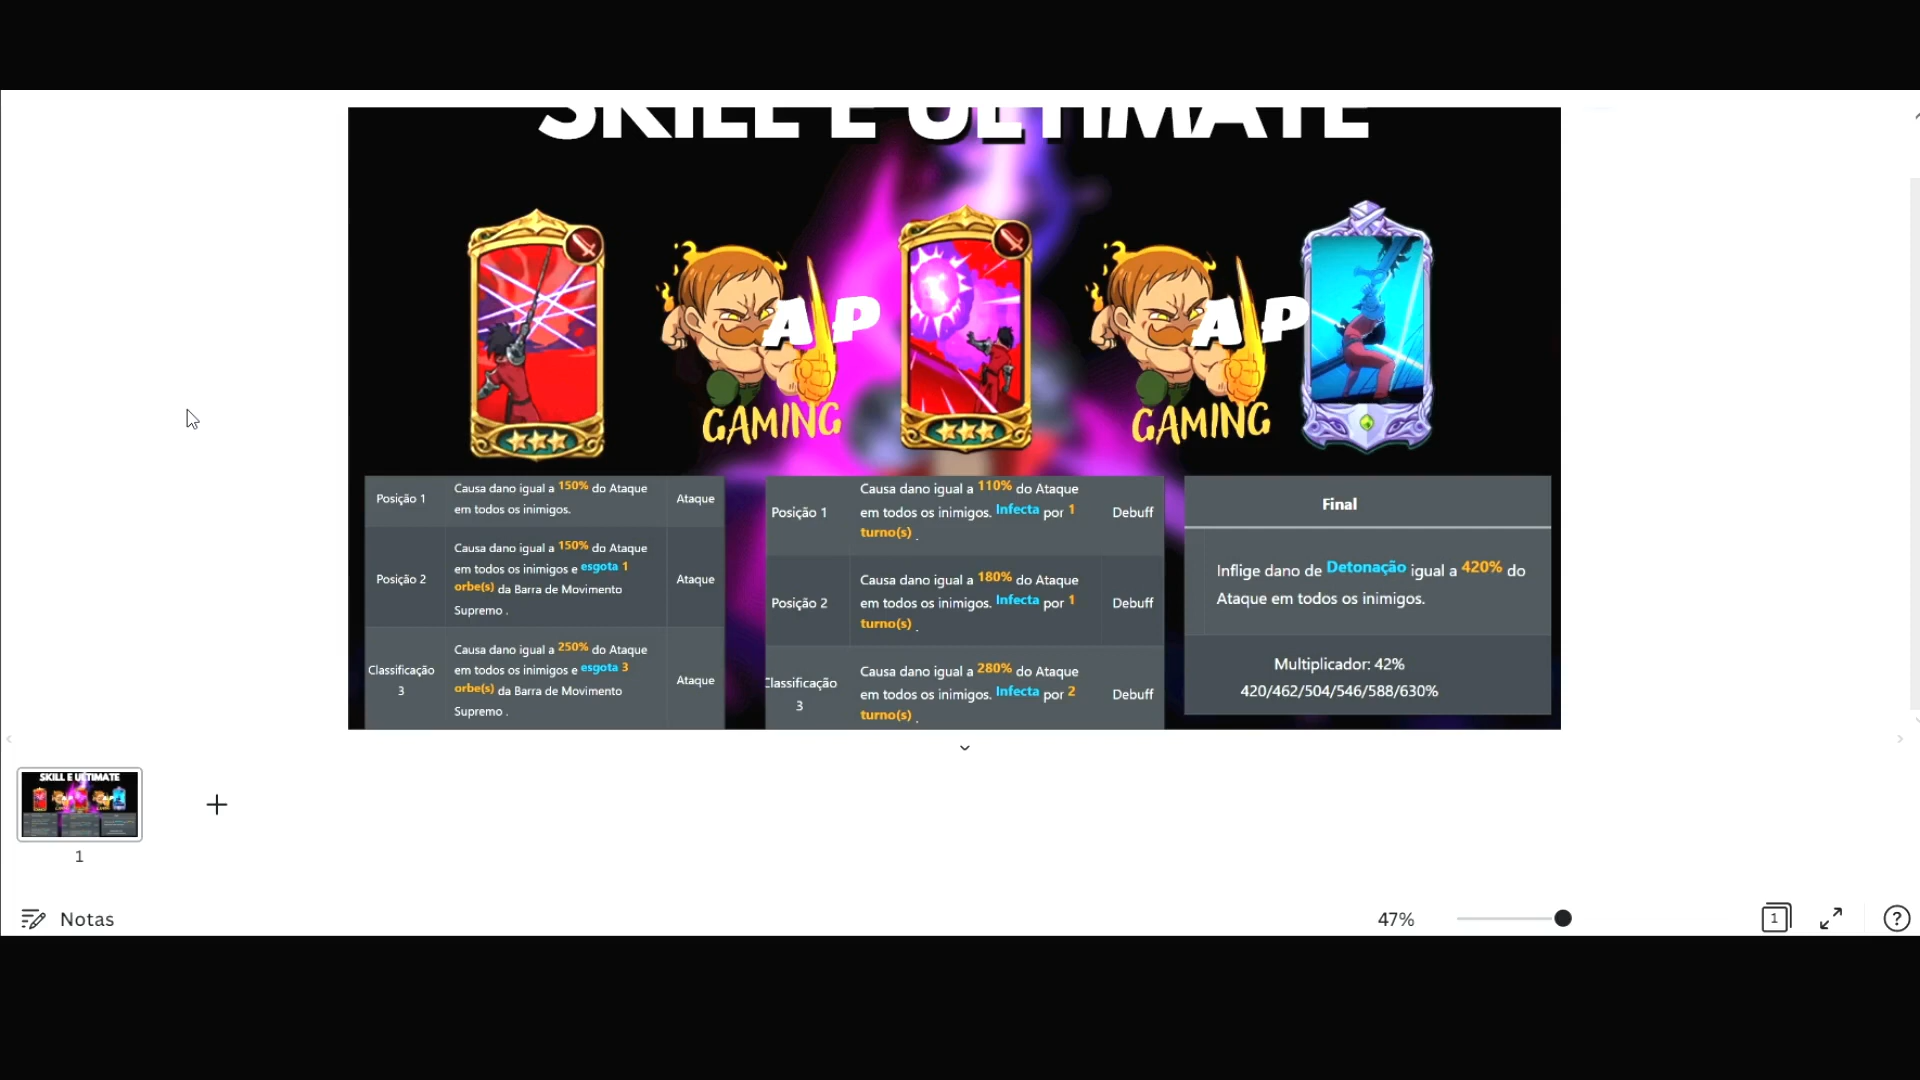 SKILL E ULTIMATE
AP
GAMING
AP
GAMING
Posição 1
Causa dano igual a 150% do Ataque
em todos os inimigos.
Ataque
Posição 2
Causa dano igual a 150% do Ataque
em todos os inimigos e esgota 1
orbe(s) da Barra de Movimento
Supremo .
Ataque
Classificação
3
Causa dano igual a 250% do Ataque
em todos os inimigos e esgota 3
orbe(s) da Barra de Movimento
Supremo .
Ataque
Posição 1
Causa dano igual a 110% do Ataque
em todos os inimigos. Infecta por 1
turno(s) .
Debuff
Posição 2
Causa dano igual a 180% do Ataque
em todos os inimigos. Infecta por 1
turno(s) .
Debuff
Classificação
3
Causa dano igual a 280% do Ataque
em todos os inimigos. Infecta por 2
turno(s) .
Debuff
Final
Inflige dano de Detonação igual a 420% do
Ataque em todos os inimigos.
Multiplicador: 42%
420/462/504/546/588/630%
SKILL E ULTIMATE
1
Notas
47%
1
?